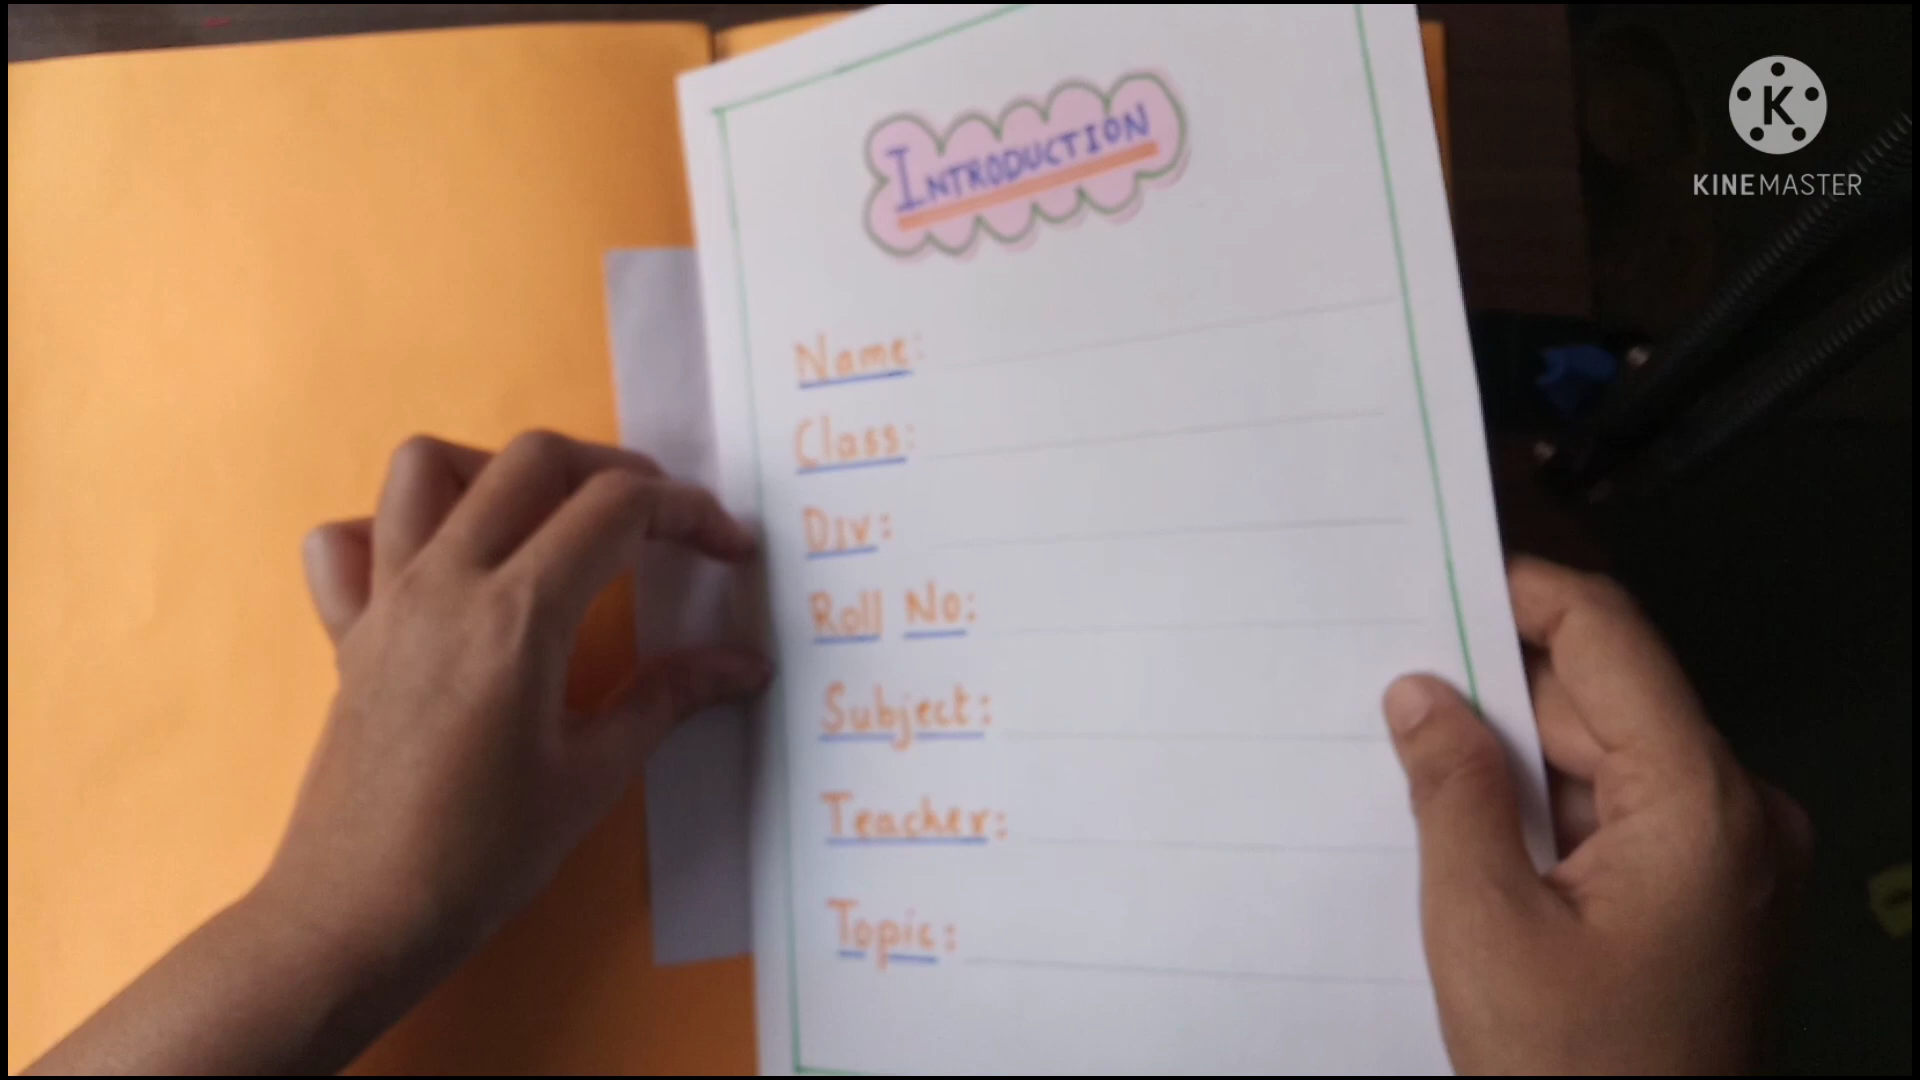 INTRODUCTION
Name:
Class:
Div:
Roll No:
Subject:
Teacher:
Topic:
K
KINEMASTER